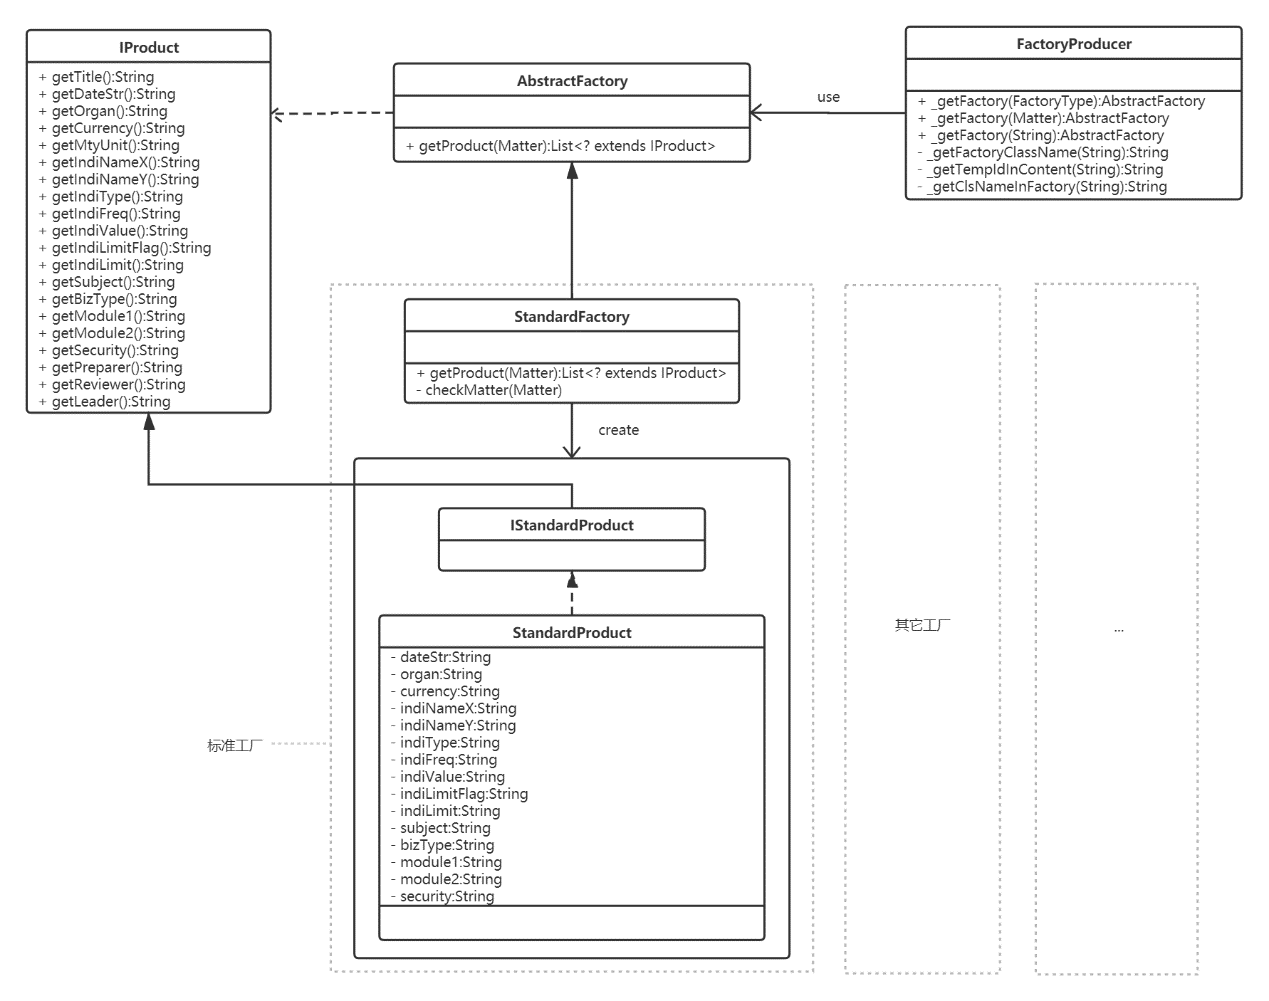 IProduct
+ getTitle():String
+ getDateStr():String
+ getOrgan():String
+ getCurrency():String
+ getMtyUnit():String
+ getIndiNameX():String
+ getIndiNameY():String
+ getIndiType():String
+ getIndiFreq():String
+ getIndiValue():String
+ getIndiLimitFlag():String
+ getIndiLimit():String
+ getSubject():String
+ getBizType():String
+ getModule1():String
+ getModule2():String
+ getSecurity():String
+ getPreparer():String
+ getReviewer():String
+ getLeader():String
AbstractFactory
+ getProduct(Matter):List<? extends IProduct>
use
FactoryProducer
+ _getFactory(FactoryType):AbstractFactory
+ _getFactory(Matter):AbstractFactory
+ _getFactory(String):AbstractFactory
- _getFactoryClassName(String):String
- _getTempIdInContent(String):String
- _getClsNameInFactory(String):String
StandardFactory
+ getProduct(Matter):List<? extends IProduct>
- checkMatter(Matter)
create
IStandardProduct
StandardProduct
- dateStr:String
- organ:String
- currency:String
- indiNameX:String
- indiNameY:String
- indiType:String
- indiFreq:String
- indiValue:String
- indiLimitFlag:String
- indiLimit:String
- subject:String
- bizType:String
- module1:String
- module2:String
- security:String
标准工厂
其它工厂
...